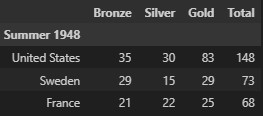 Bronze Silver Gold Total
Summer 1948
United States 35 30 83 148
Sweden 29 15 29 73
France 21 22 25 68